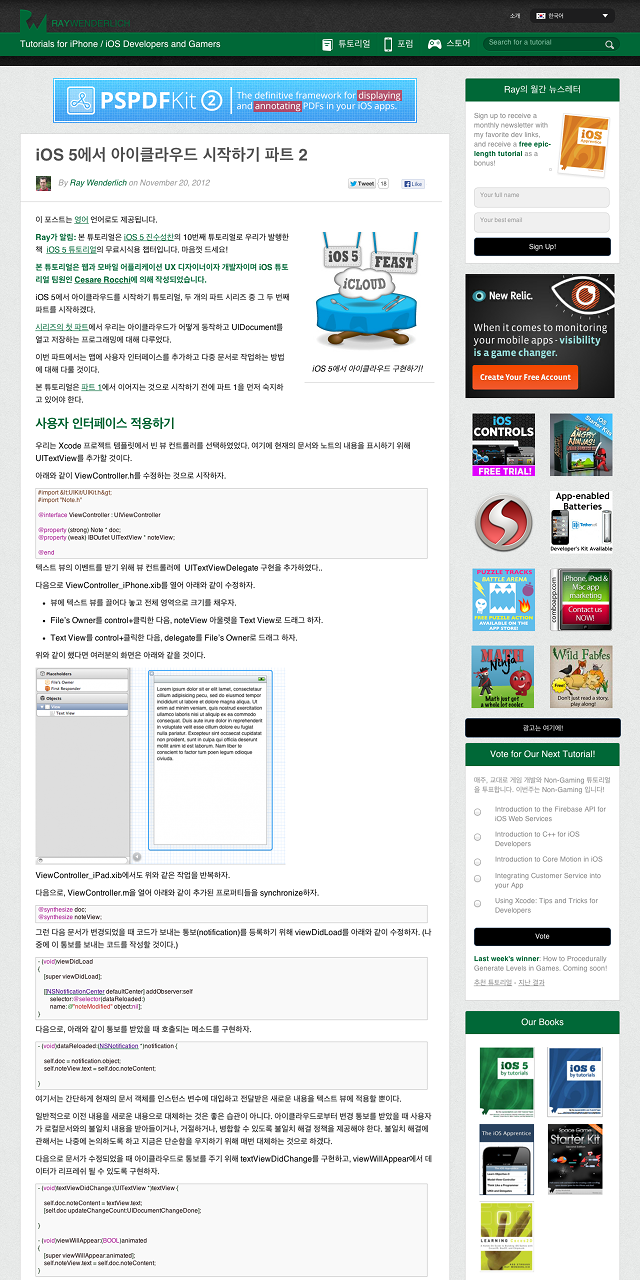 RAYWENDERLICH
소개
한국어
Tutorials for iPhone / iOS Developers and Gamers
튜토리얼
포럼
스토어
Search for a tutorial
PSPDFKit 2
The definitive framework for displaying
and annotating PDFs in your iOS apps.
iOS 5에서 아이클라우드 시작하기 파트 2
By Ray Wenderlich on November 20, 2012
Tweet
18
Like
이 포스트는 영어 언어로도 제공됩니다.
Ray가 알림: 본 튜토리얼은 iOS 5 진수성찬의 10번째 튜토리얼로 우리가 발행한
책 iOS 5 튜토리얼의 무료시식용 챕터입니다. 마음껏 드세요!
본 튜토리얼은 웹과 모바일 어플리케이션 UX 디자이너이자 개발자이며 iOS 튜토
리얼 팀원인 Cesare Rocchi에 의해 작성되었습니다.
iOS 5에서 아이클라우드를 시작하기 튜토리얼, 두 개의 파트 시리즈 중 그 두 번째
파트를 시작하겠다.
시리즈의 첫 파트에서 우리는 아이클라우드가 어떻게 동작하고 UIDocument를
열고 저장하는 프로그래밍에 대해 다루었다.
이번 파트에서는 앱에 사용자 인터페이스를 추가하고 다중 문서로 작업하는 방법
에 대해 다룰 것이다.
본 튜토리얼은 파트 1에서 이어지는 것으로 시작하기 전에 파트 1을 먼저 숙지하
고 있어야 한다.
iOS 5
FEAST
iCLOUD
iOS 5에서 아이클라우드 구현하기!
사용자 인터페이스 적용하기
우리는 Xcode 프로젝트 템플릿에서 빈 뷰 컨트롤러를 선택하였었다. 여기에 현재의 문서와 노트의 내용을 표시하기 위해
UITextView를 추가할 것이다.
아래와 같이 ViewController.h를 수정하는 것으로 시작하자.
#import &lt;UIKit/UIKit.h&gt;
#import "Note.h"
@interface ViewController : UIViewController
@property (strong) Note * doc;
@property (weak) IBOutlet UITextView * noteView;
@end
텍스트 뷰의 이벤트를 받기 위해 뷰 컨트롤러에 UITextViewDelegate 구현을 추가하였다..
다음으로 ViewController_iPhone.xib를 열어 아래와 같이 수정하자.
• 뷰에 텍스트 뷰를 끌어다 놓고 전체 영역으로 크기를 채우자.
• File's Owner를 control+클릭한 다음, noteView 아울렛을 Text View로 드래그 하자.
• Text View를 control+클릭한 다음, delegate를 File's Owner로 드래그 하자.
위와 같이 했다면 여러분의 화면은 아래와 같을 것이다.
Placeholders
File's Owner
First Responder
Objects
View
Text View
Lorem ipsum dolor sit er elit lamet, consectetaur
cillium adipisicing pecu, sed do eiusmod tempor
incididunt ut labore et dolore magna aliqua. Ut
enim ad minim veniam, quis nostrud exercitation
ullamco laboris nisi ut aliquip ex ea commodo
consequat. Duis aute irure dolor in reprehenderit
in voluptate velit esse cillum dolore eu fugiat
nulla pariatur. Excepteur sint occaecat cupidatat
non proident, sunt in culpa qui officia deserunt
mollit anim id est laborum. Nam liber te
conscient to factor tum poen legum odioque
civiuda.
ViewController_iPad.xib에서도 위와 같은 작업을 반복하자.
다음으로, ViewController.m을 열어 아래와 같이 추가된 프로퍼티들을 synchronize하자.
@synthesize doc;
@synthesize noteView;
그런 다음 문서가 변경되었을 때 코드가 보내는 통보(notification)를 등록하기 위해 viewDidLoad를 아래와 같이 수정하자. (나
중에 이 통보를 보내는 코드를 작성할 것이다.)
- (void)viewDidLoad
{
[super viewDidLoad];
[[NSNotificationCenter defaultCenter] addObserver:self
selector:@selector(dataReloaded:)
name:@"noteModified" object:nil];
}
다음으로, 아래와 같이 통보를 받았을 때 호출되는 메소드를 구현하자.
- (void)dataReloaded:(NSNotification *)notification {
self.doc = notification.object;
self.noteView.text = self.doc.noteContent;
}
여기서는 간단하게 현재의 문서 객체를 인스턴스 변수에 대입하고 전달받은 새로운 내용을 텍스트 뷰에 적용할 뿐이다.
일반적으로 이전 내용을 새로운 내용으로 대체하는 것은 좋은 습관이 아니다. 아이클라우드로부터 변경 통보를 받았을 때 사용자
가 로컬문서와의 불일치 내용을 받아들이거나, 거절하거나, 병합할 수 있도록 불일치 해결 정책을 제공해야 한다. 불일치 해결에
관해서는 나중에 논의하도록 하고 지금은 단순함을 우지하기 위해 매번 대체하는 것으로 하겠다.
다음으로 문서가 수정되었을 때 아이클라우드로 통보를 주기 위해 textViewDidChange를 구현하고, viewWillAppear에서 데
이터가 리프레쉬 될 수 있도록 구현하자.
- (void)textViewDidChange:(UITextView *)textView {
self.doc.noteContent = textView.text;
[self.doc updateChangeCount:UIDocumentChangeDone];
}
- (void)viewWillAppear:(BOOL)animated
{
[super viewWillAppear:animated];
self.noteView.text = self.doc.noteContent;
}
Ray의 월간 뉴스레터
Sign up to receive a
monthly newsletter with
my favorite dev links,
and receive a free epic-
length tutorial as a
bonus!
iOS
Apprentice
Your full name
Your best email
Sign Up!
New Relic.
When it comes to monitoring
your mobile apps - visibility
is a game changer.
Create Your Free Account
iOS
CONTROLS
FREE TRIAL!
iOS
Starter Kits
ANGRY
NINJAS
App-enabled
Batteries
Tethercell
Developer's Kit Available
PUZZLE TRACKS
BATTLE ARENA
FREE PUZZLE ACTION
AVAILABLE ON THE
APP STORE!
comboapp.com
iPhone, iPad &
Mac app
marketing
Contact us
NOW!
MATH
Ninja
Math just got
a whole lot cooler
Wild Fables
Free!
Don't just read a story,
play along!
광고는 여기에!
Vote for Our Next Tutorial!
매주, 교대로 게임 개발와 Non-Gaming 튜토리얼
을 투표합니다. 이번주는 Non-Gaming 입니다!
Introduction to the Firebase API for
iOS Web Services
Introduction to C++ for iOS
Developers
Introduction to Core Motion in iOS
Integrating Customer Service into
your App
Using Xcode: Tips and Tricks for
Developers
Vote
Last week's winner: How to Procedurally
Generate Levels in Games. Coming soon!
추천 튜토리얼 - 지난 결과
Our Books
iOS 5
by tutorials
iOS 6
by tutorials
The iOS Apprentice
Space Game
Starter Kit
LEARNING